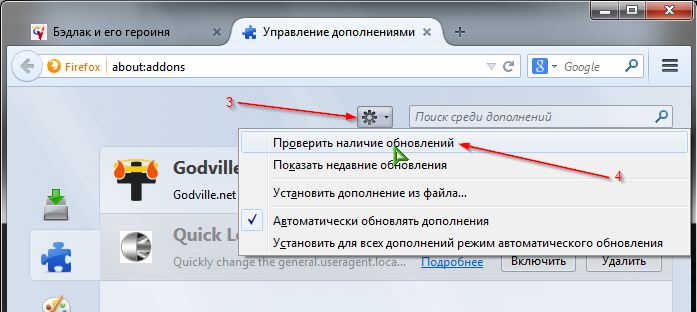 Бэдлак и его героиня
Управление дополнениями
Firefox about:addons
Google
3
Поиск среди дополнений
Проверить наличие обновлений
4
Показать недавние обновления
Установить дополнение из файла...
Автоматически обновлять дополнения
Установить для всех дополнений режим автоматического обновления
Godville
Godville.net
Quick Lo
Quickly change the general.useragent.loca... Подробнее Включить Удалить